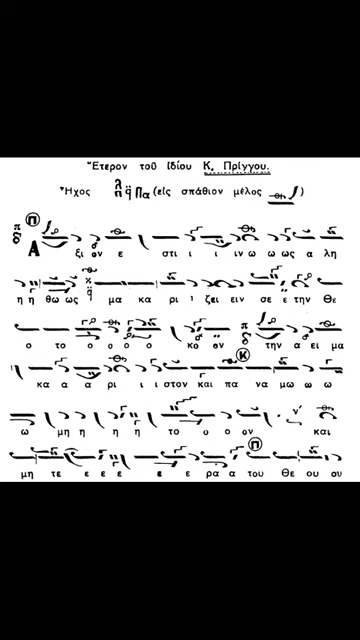 Ἕτερον τοῦ ἰδίου Κ. Πρίγγου.
Ἦχος λ π q̈ Πα (εἰς σπάθιον μέλος )
Α ξι ον ε στι ι ι ιν ω ω ως α λη
η η θω ως μα κα ρι ι ζει ειν σε ε την Θε
ο το ο ο ο ο κο ον την α ει μα
κα α α ρι ι ι στον και πα να μω ω ω
ω μη η η η το ο ο ον και
μη τε ε ε ε ε ε ρα α του Θε ου ου